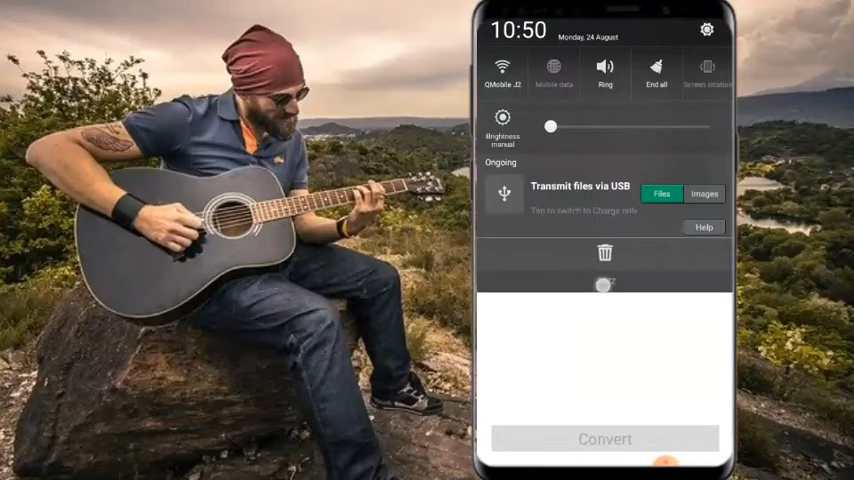 10:50
Monday, 24 August
QMobile J2
Mobile data
Ring
End all
Screen rotation
Brightness
manual
Ongoing
Transmit files via USB
Files
Images
Tap to switch to Charge only
Help
Convert